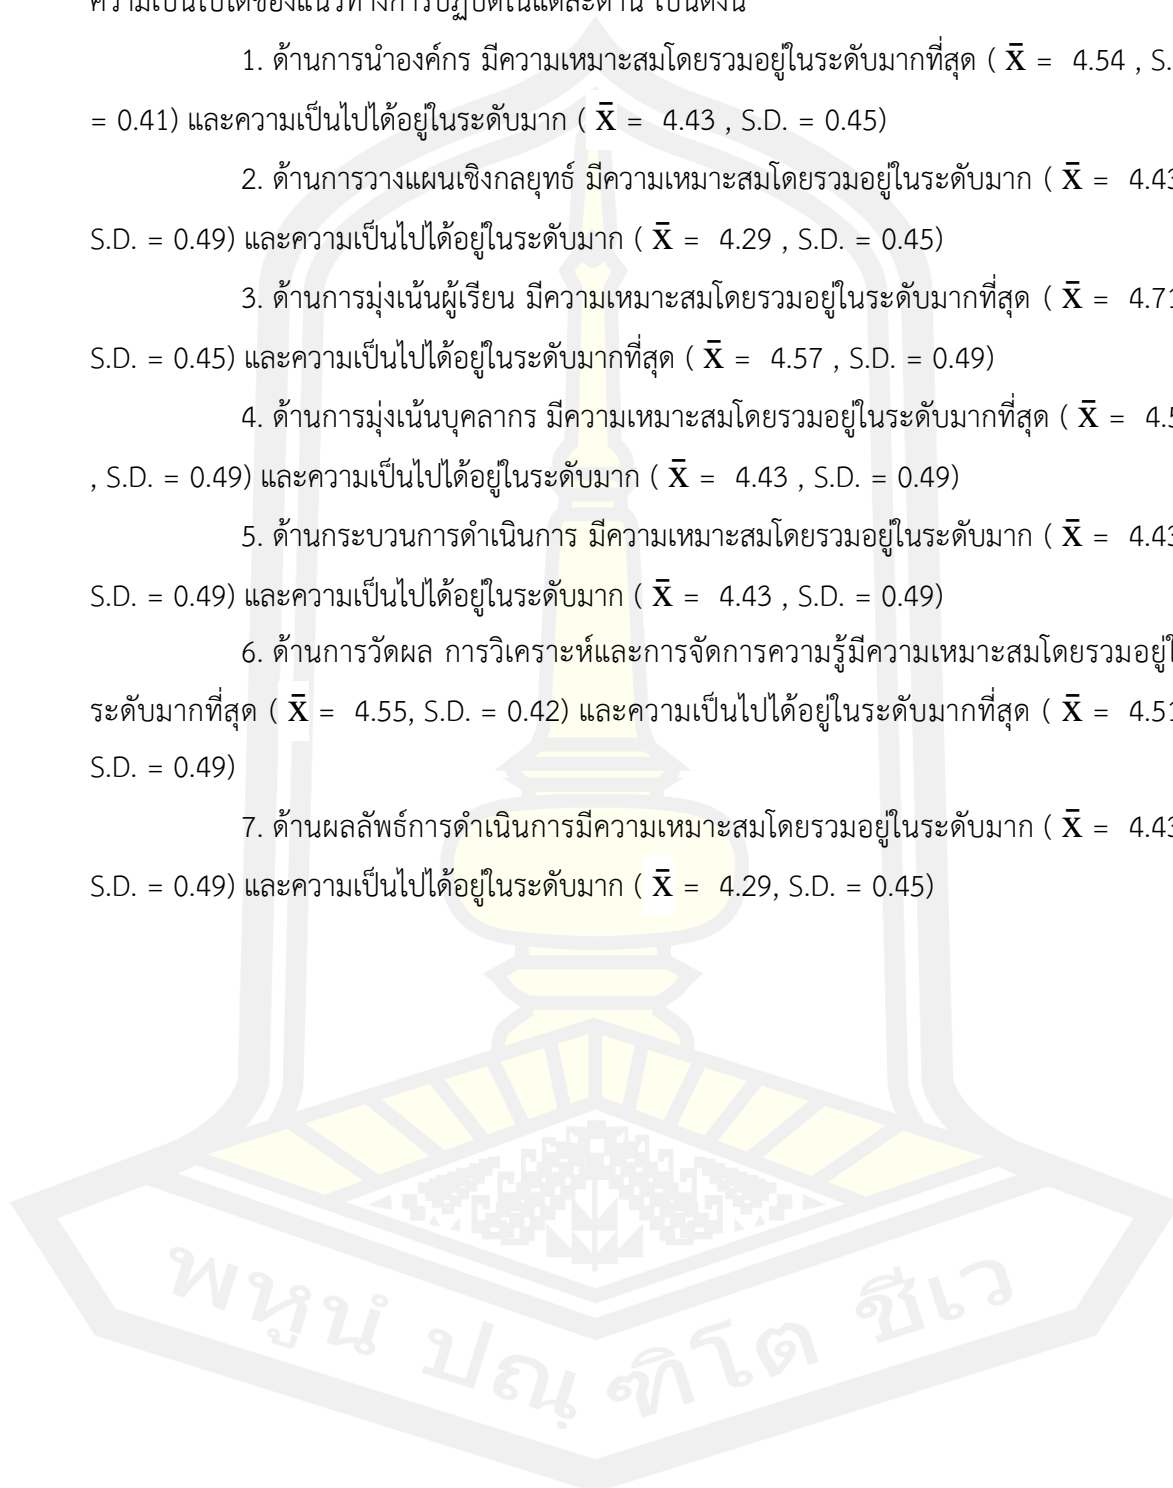 ความเป็นไปได้ของแนวทางการปฏิบัติในแต่ละด้าน เป็นดังนี้
1. ด้านการนำองค์กร มีความเหมาะสมโดยรวมอยู่ในระดับมากที่สุด ( X̄ = 4.54 , S.
= 0.41) และความเป็นไปได้อยู่ในระดับมาก ( X̄ = 4.43 , S.D. = 0.45)
2. ด้านการวางแผนเชิงกลยุทธ์ มีความเหมาะสมโดยรวมอยู่ในระดับมาก ( X̄ = 4.43
S.D. = 0.49) และความเป็นไปได้อยู่ในระดับมาก ( X̄ = 4.29 , S.D. = 0.45)
3. ด้านการมุ่งเน้นผู้เรียน มีความเหมาะสมโดยรวมอยู่ในระดับมากที่สุด ( X̄ = 4.71
S.D. = 0.45) และความเป็นไปได้อยู่ในระดับมากที่สุด ( X̄ = 4.57 , S.D. = 0.49)
4. ด้านการมุ่งเน้นบุคลากร มีความเหมาะสมโดยรวมอยู่ในระดับมากที่สุด ( X̄ = 4.5
, S.D. = 0.49) และความเป็นไปได้อยู่ในระดับมาก ( X̄ = 4.43 , S.D. = 0.49)
5. ด้านกระบวนการดำเนินการ มีความเหมาะสมโดยรวมอยู่ในระดับมาก ( X̄ = 4.43
S.D. = 0.49) และความเป็นไปได้อยู่ในระดับมาก ( X̄ = 4.43 , S.D. = 0.49)
6. ด้านการวัดผล การวิเคราะห์และการจัดการความรู้มีความเหมาะสมโดยรวมอยู่ใ
ระดับมากที่สุด ( X̄ = 4.55, S.D. = 0.42) และความเป็นไปได้อยู่ในระดับมากที่สุด ( X̄ = 4.51
S.D. = 0.49)
7. ด้านผลลัพธ์การดำเนินการมีความเหมาะสมโดยรวมอยู่ในระดับมาก ( X̄ = 4.43
S.D. = 0.49) และความเป็นไปได้อยู่ในระดับมาก ( X̄ = 4.29, S.D. = 0.45)
พหูนํ ปณฺฑิโต ชีเว